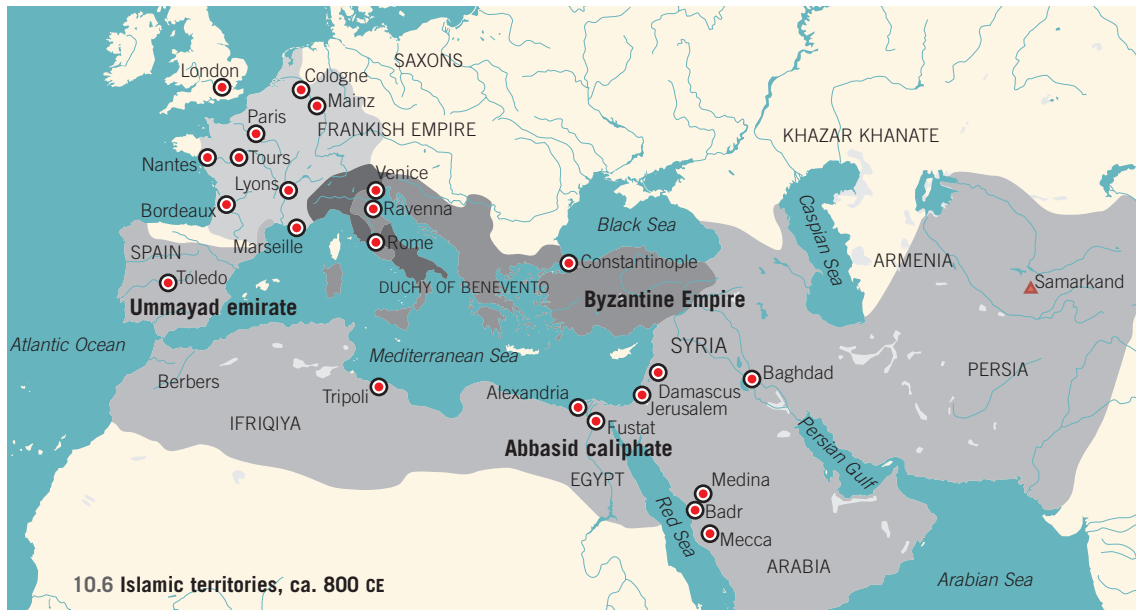 SAXONS
London
Cologne
Mainz
Paris
FRANKISH EMPIRE
KHAZAR KHANATE
Nantes
Tours
Venice
Lyons
Bordeaux
Ravenna
Black Sea
Caspian Sea
Marseille
Rome
SPAIN
Constantinople
ARMENIA
Toledo
Samarkand
DUCHY OF BENEVENTO
Ummayad emirate
Byzantine Empire
Atlantic Ocean
Mediterranean Sea
SYRIA
PERSIA
Berbers
Tripoli
Alexandria
Damascus
Baghdad
Jerusalem
IFRIQIYA
Fustat
Persian Gulf
Abbasid caliphate
EGYPT
Medina
Red Sea
Badr
Mecca
ARABIA
Arabian Sea
10.6 Islamic territories, ca. 800 CE